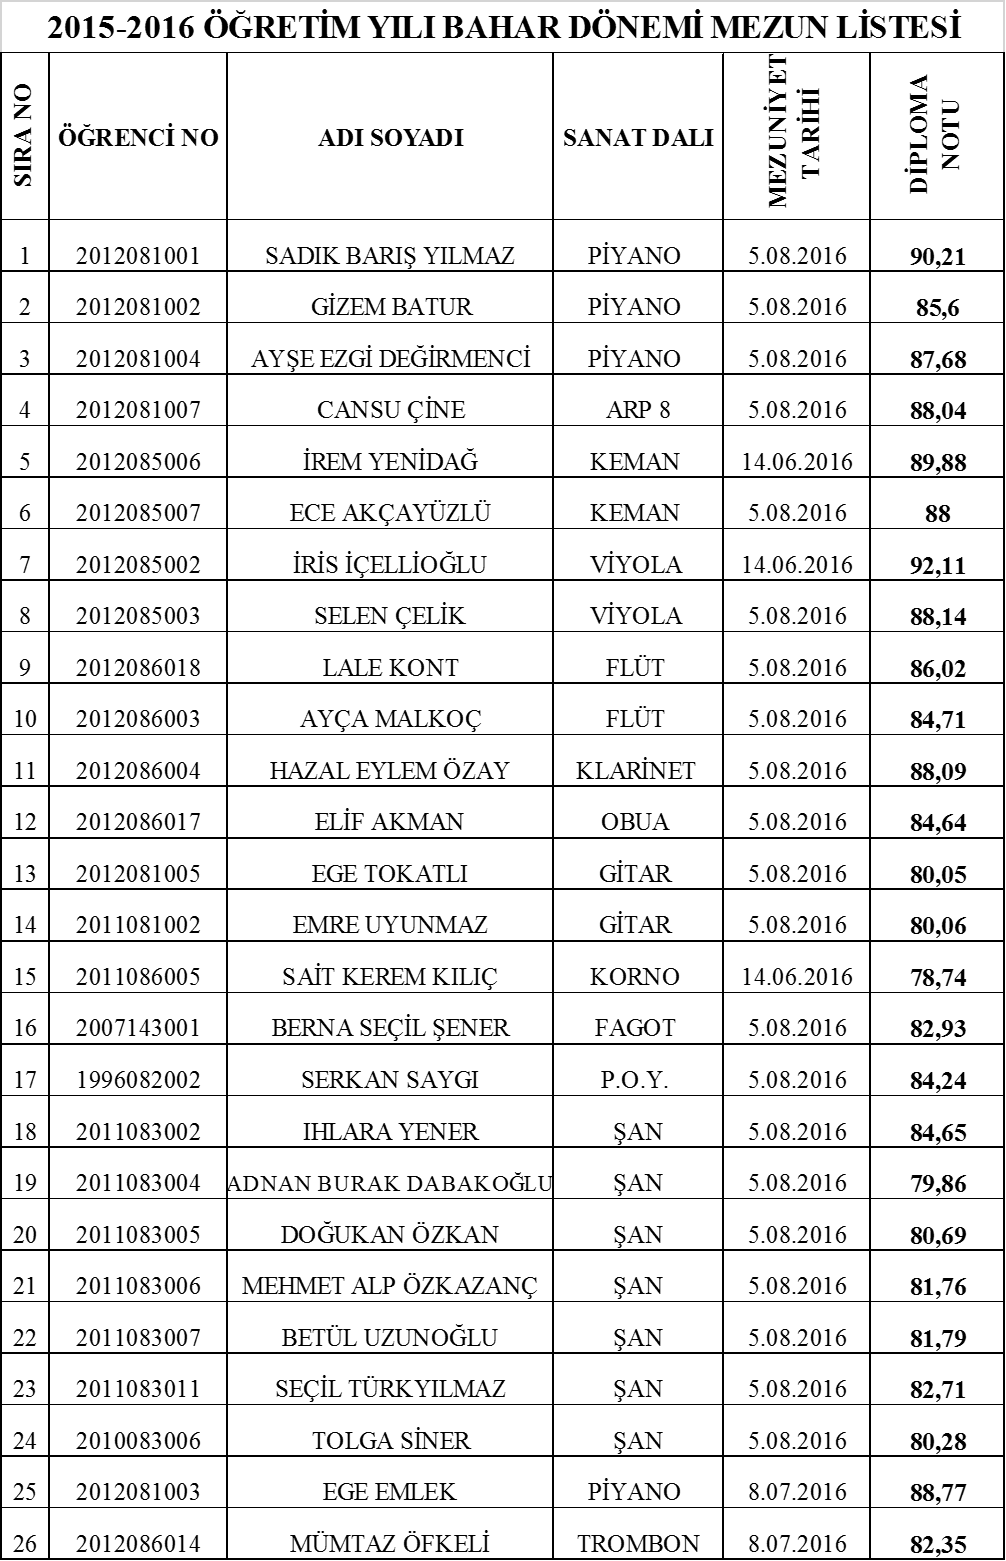 2015-2016 ÖĞRETİM YILI BAHAR DÖNEMİ MEZUN LİSTESİ
SIRA NO ÖĞRENCİ NO ADI SOYADI SANAT DALI MEZUNİYET TARİHİ DİPLOMA NOTU
1 2012081001 SADIK BARIŞ YILMAZ PİYANO 5.08.2016 90,21
2 2012081002 GİZEM BATUR PİYANO 5.08.2016 85,6
3 2012081004 AYŞE EZGİ DEĞİRMENCİ PİYANO 5.08.2016 87,68
4 2012081007 CANSU ÇİNE ARP 8 5.08.2016 88,04
5 2012085006 İREM YENİDAĞ KEMAN 14.06.2016 89,88
6 2012085007 ECE AKÇAYÜZLÜ KEMAN 5.08.2016 88
7 2012085002 İRİS İÇELLİOĞLU VİYOLA 14.06.2016 92,11
8 2012085003 SELEN ÇELİK VİYOLA 5.08.2016 88,14
9 2012086018 LALE KONT FLÜT 5.08.2016 86,02
10 2012086003 AYÇA MALKOÇ FLÜT 5.08.2016 84,71
11 2012086004 HAZAL EYLEM ÖZAY KLARİNET 5.08.2016 88,09
12 2012086017 ELİF AKMAN OBUA 5.08.2016 84,64
13 2012081005 EGE TOKATLI GİTAR 5.08.2016 80,05
14 2011081002 EMRE UYUNMAZ GİTAR 5.08.2016 80,06
15 2011086005 SAİT KEREM KILIÇ KORNO 14.06.2016 78,74
16 2007143001 BERNA SEÇİL ŞENER FAGOT 5.08.2016 82,93
17 1996082002 SERKAN SAYGI P.O.Y. 5.08.2016 84,24
18 2011083002 IHLARA YENER ŞAN 5.08.2016 84,65
19 2011083004 ADNAN BURAK DABAKOĞLU ŞAN 5.08.2016 79,86
20 2011083005 DOĞUKAN ÖZKAN ŞAN 5.08.2016 80,69
21 2011083006 MEHMET ALP ÖZKAZANÇ ŞAN 5.08.2016 81,76
22 2011083007 BETÜL UZUNOĞLU ŞAN 5.08.2016 81,79
23 2011083011 SEÇİL TÜRKYILMAZ ŞAN 5.08.2016 82,71
24 2010083006 TOLGA SİNER ŞAN 5.08.2016 80,28
25 2012081003 EGE EMLEK PİYANO 8.07.2016 88,77
26 2012086014 MÜMTAZ ÖFKELİ TROMBON 8.07.2016 82,35